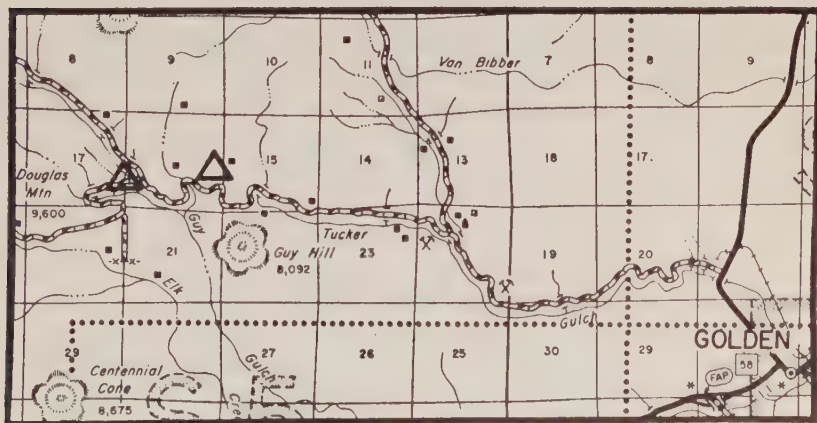 8 9 10 11 7 8 9
Van Bibber
17 15 14 13 18 17.
Douglas
Mtn
9,600
Guy
Tucker
21 Guy Hill 23 19 20
8,092
Elk
Gulch
GOLDEN
29 27 26 25 30 29
Centennial
Cone
8,675
Gulch
Cre
58
FAP